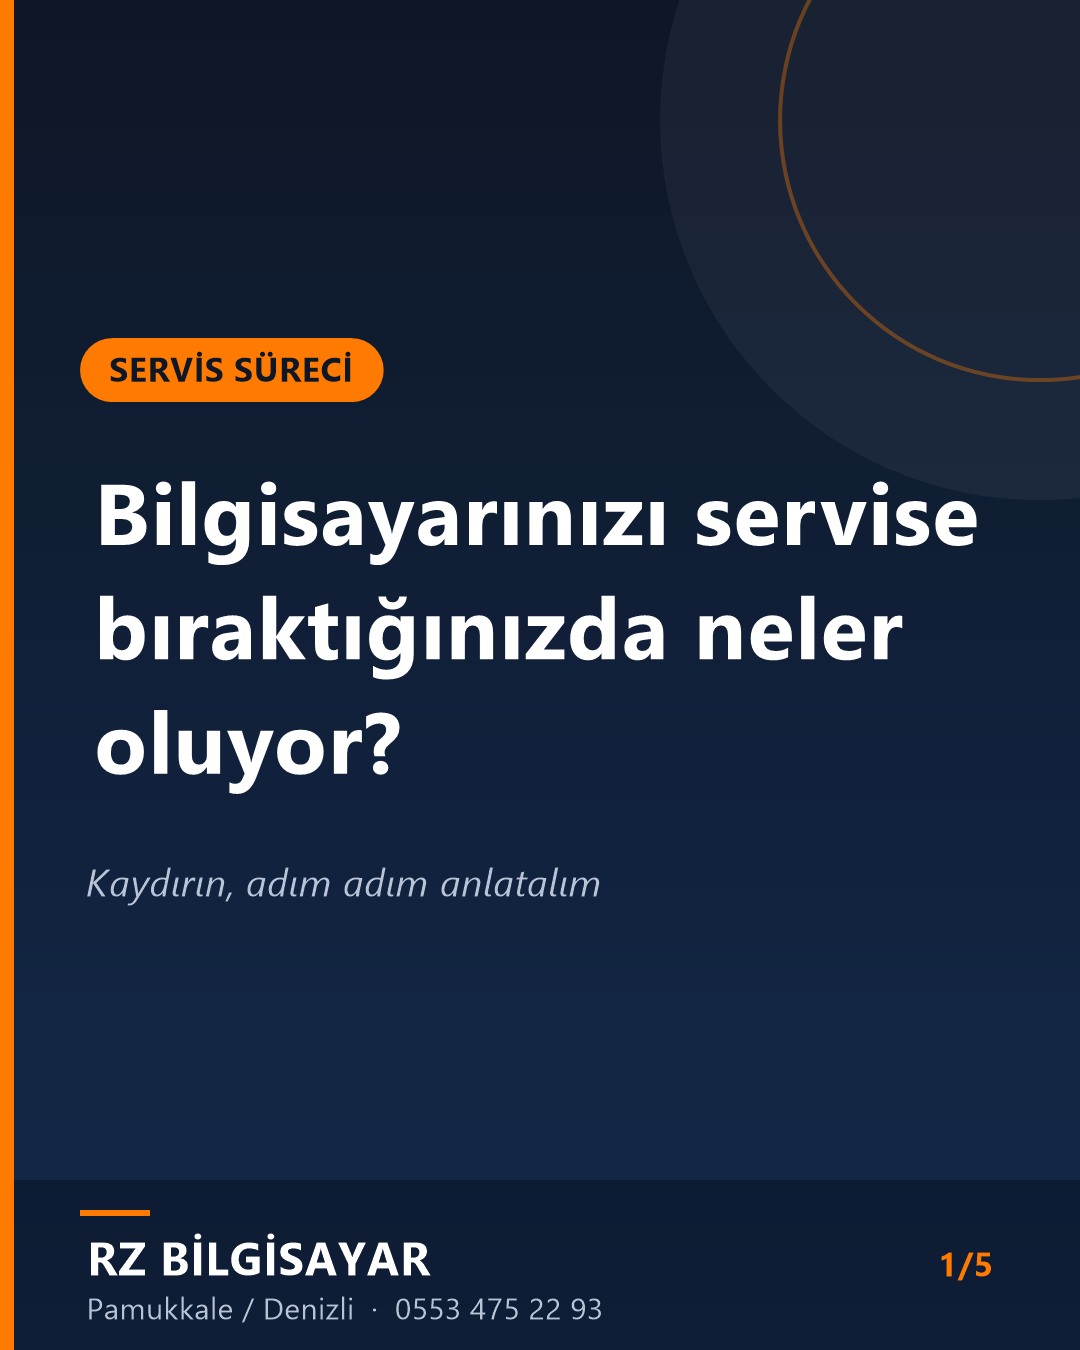 SERVİS SÜRECİ
Bilgisayarınızı servise
bıraktığınızda neler
oluyor?
Kaydırın, adım adım anlatalım
RZ BİLGİSAYAR
1/5
Pamukkale / Denizli · 0553 475 22 93